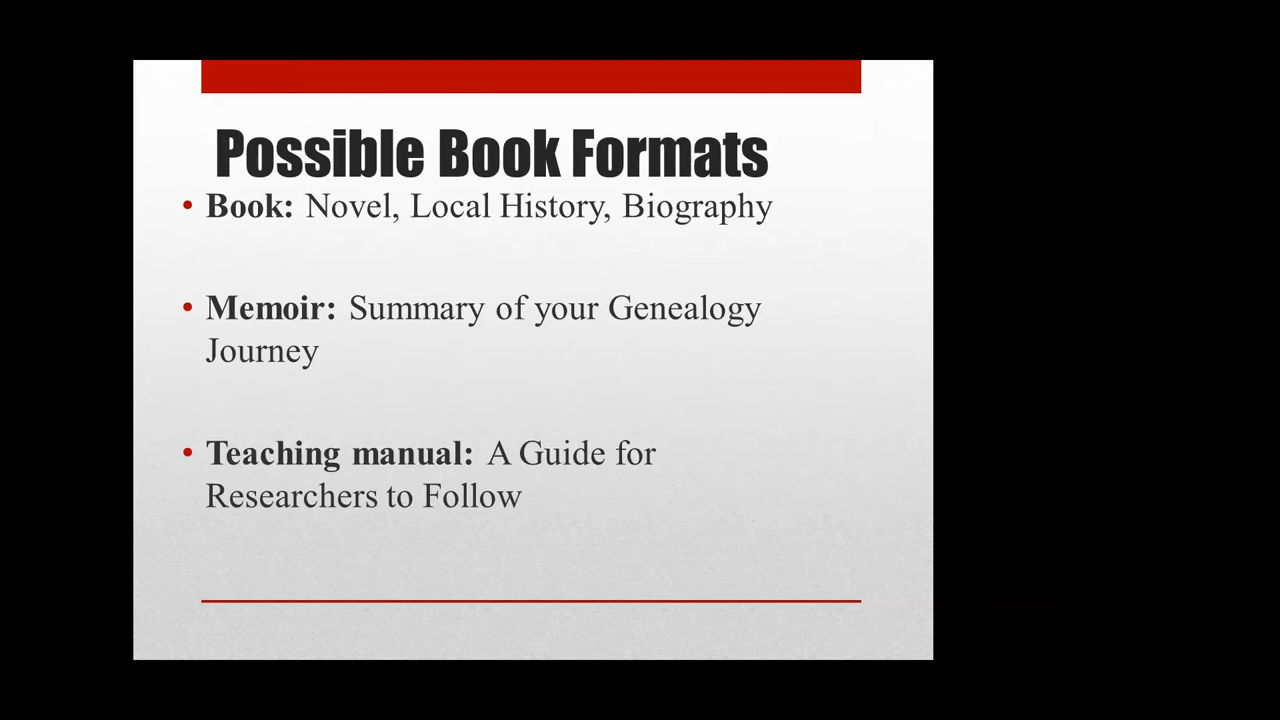 Possible Book Formats
• Book: Novel, Local History, Biography
• Memoir: Summary of your Genealogy
Journey
• Teaching manual: A Guide for
Researchers to Follow